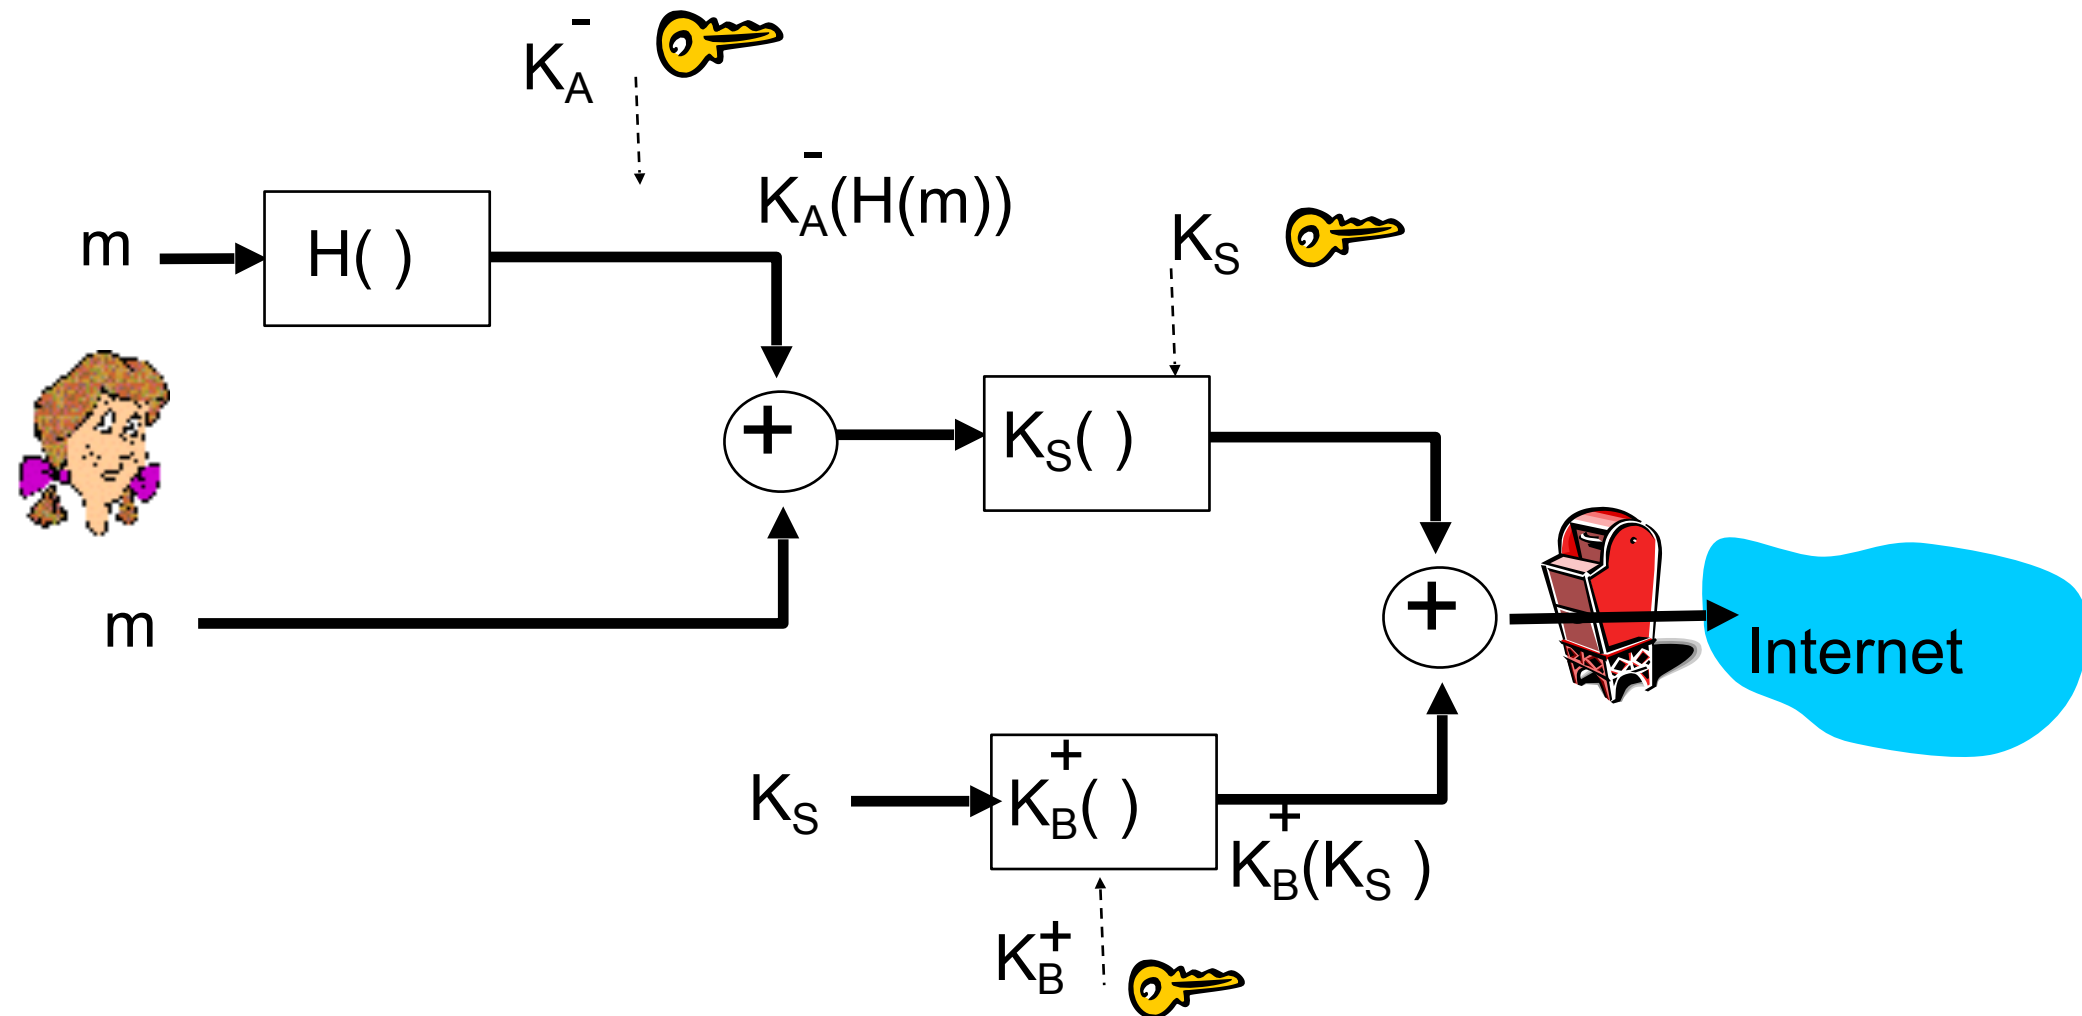 K_A^-
K_A^-(H(m))
m
H( )
K_S
+
K_S( )
m
+
Internet
K_S
K_B^+( )
K_B^+(K_S )
K_B^+